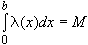 ∫₀ᵇ λ(x)dx = M